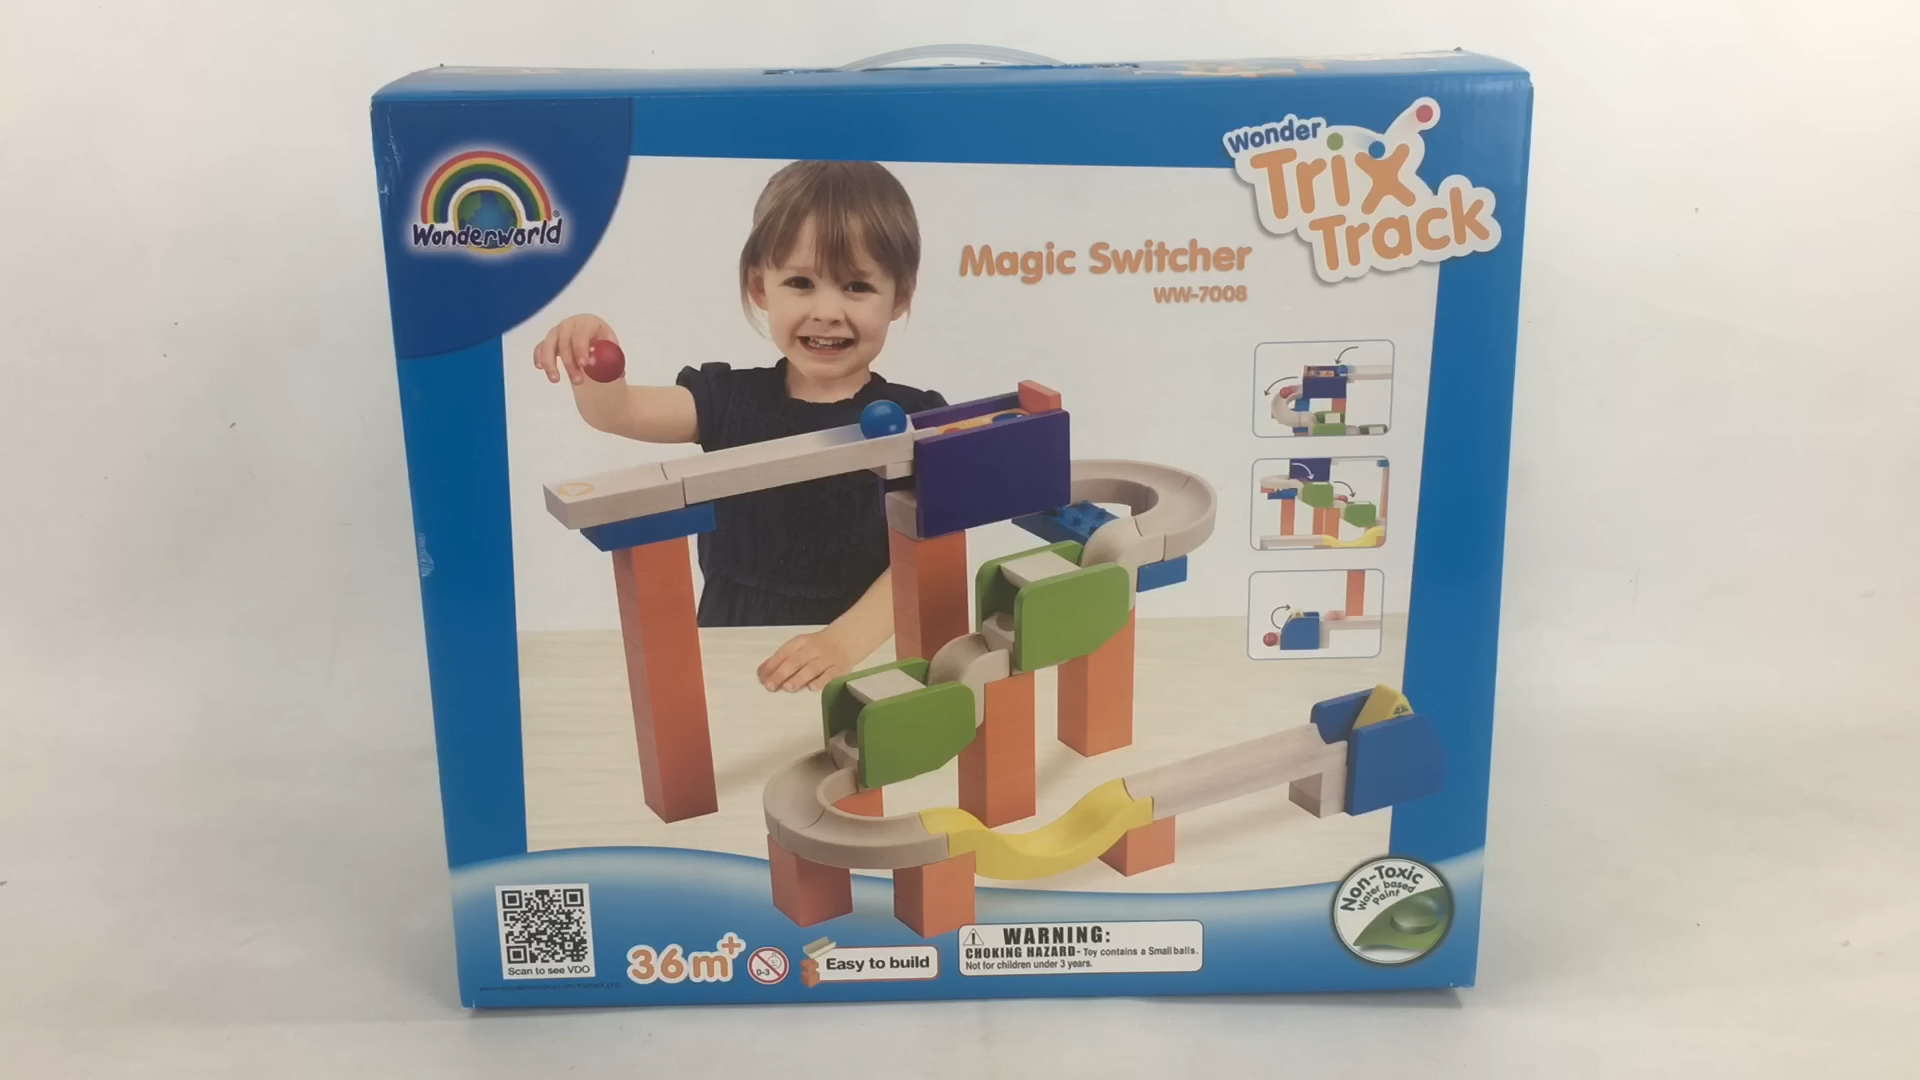 Wonderworld®
Wonder
Trix
Track
Magic Switcher
WW-7008
Non-Toxic
Water based
Paint
Scan to see VDO
36m+
0-3
Easy to build
WARNING:
CHOKING HAZARD- Toy contains a Small balls.
Not for children under 3 years.